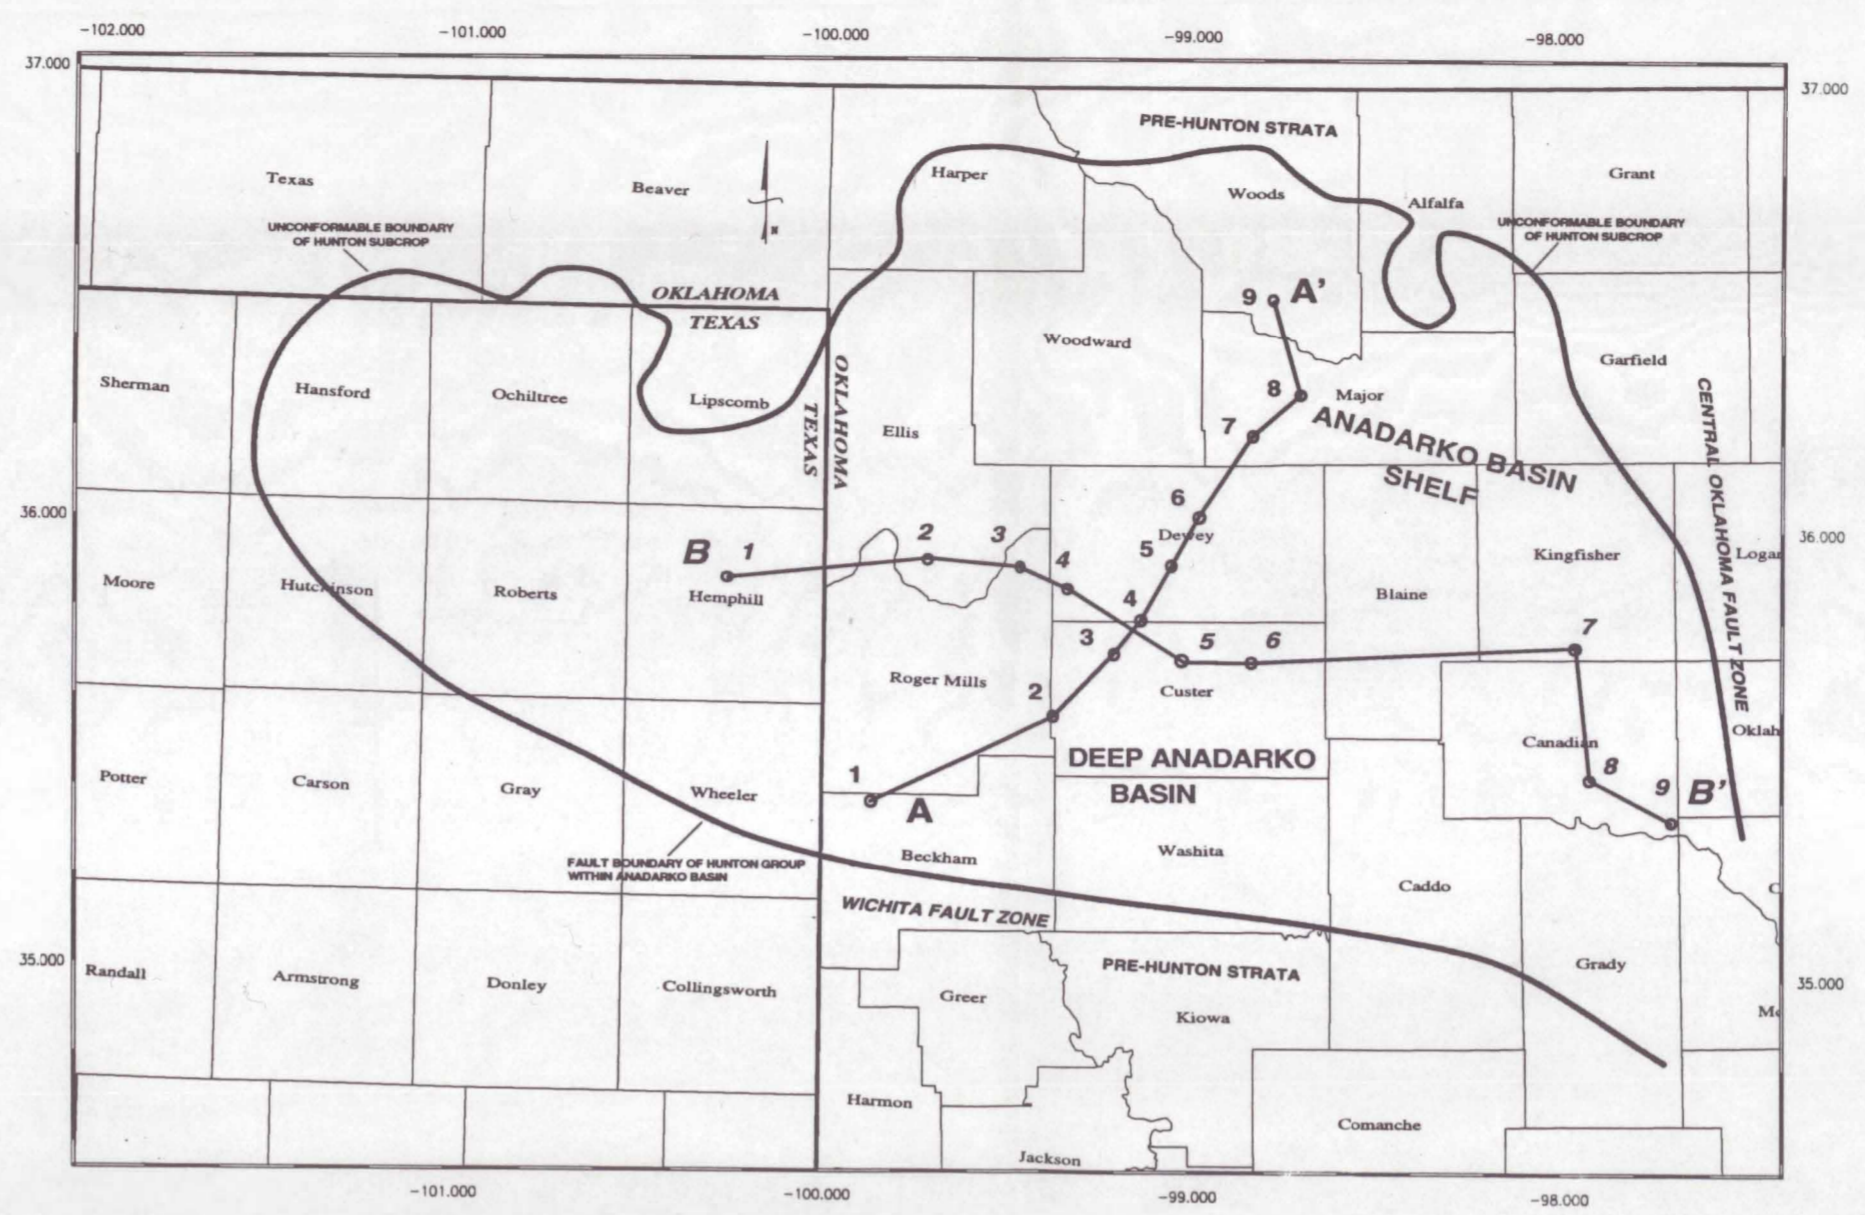 -102.000 -101.000 -100.000 -99.000 -98.000
37.000
37.000
PRE-HUNTON STRATA
Texas
Beaver
Harper
Woods
Alfalfa
Grant
UNCONFORMABLE BOUNDARY
OF HUNTON SUBCROP
UNCONFORMABLE BOUNDARY
OF HUNTON SUBCROP
OKLAHOMA
TEXAS
9 A'
Woodward
Garfield
Sherman
Hansford
Ochiltree
Lipscomb
OKLAHOMA
TEXAS
Ellis
8
Major
7
ANADARKO BASIN
SHELF
CENTRAL OKLAHOMA FAULT ZONE
6
36.000
36.000
Dewey
B 1
2
3
4
5
Kingfisher
Logan
Moore
Hutchinson
Roberts
Hemphill
Blaine
4
3
5
6
7
Roger Mills
2
Custer
Canadian
Oklah
DEEP ANADARKO
BASIN
Potter
Carson
Gray
Wheeler
1
A
8
9 B'
FAULT BOUNDARY OF HUNTON GROUP
WITHIN ANADARKO BASIN
Beckham
Washita
Caddo
C
WICHITA FAULT ZONE
35.000
35.000
Randall
Armstrong
Donley
Collingsworth
PRE-HUNTON STRATA
Grady
Greer
Kiowa
Mc
Harmon
Comanche
Jackson
-101.000 -100.000 -99.000 -98.000